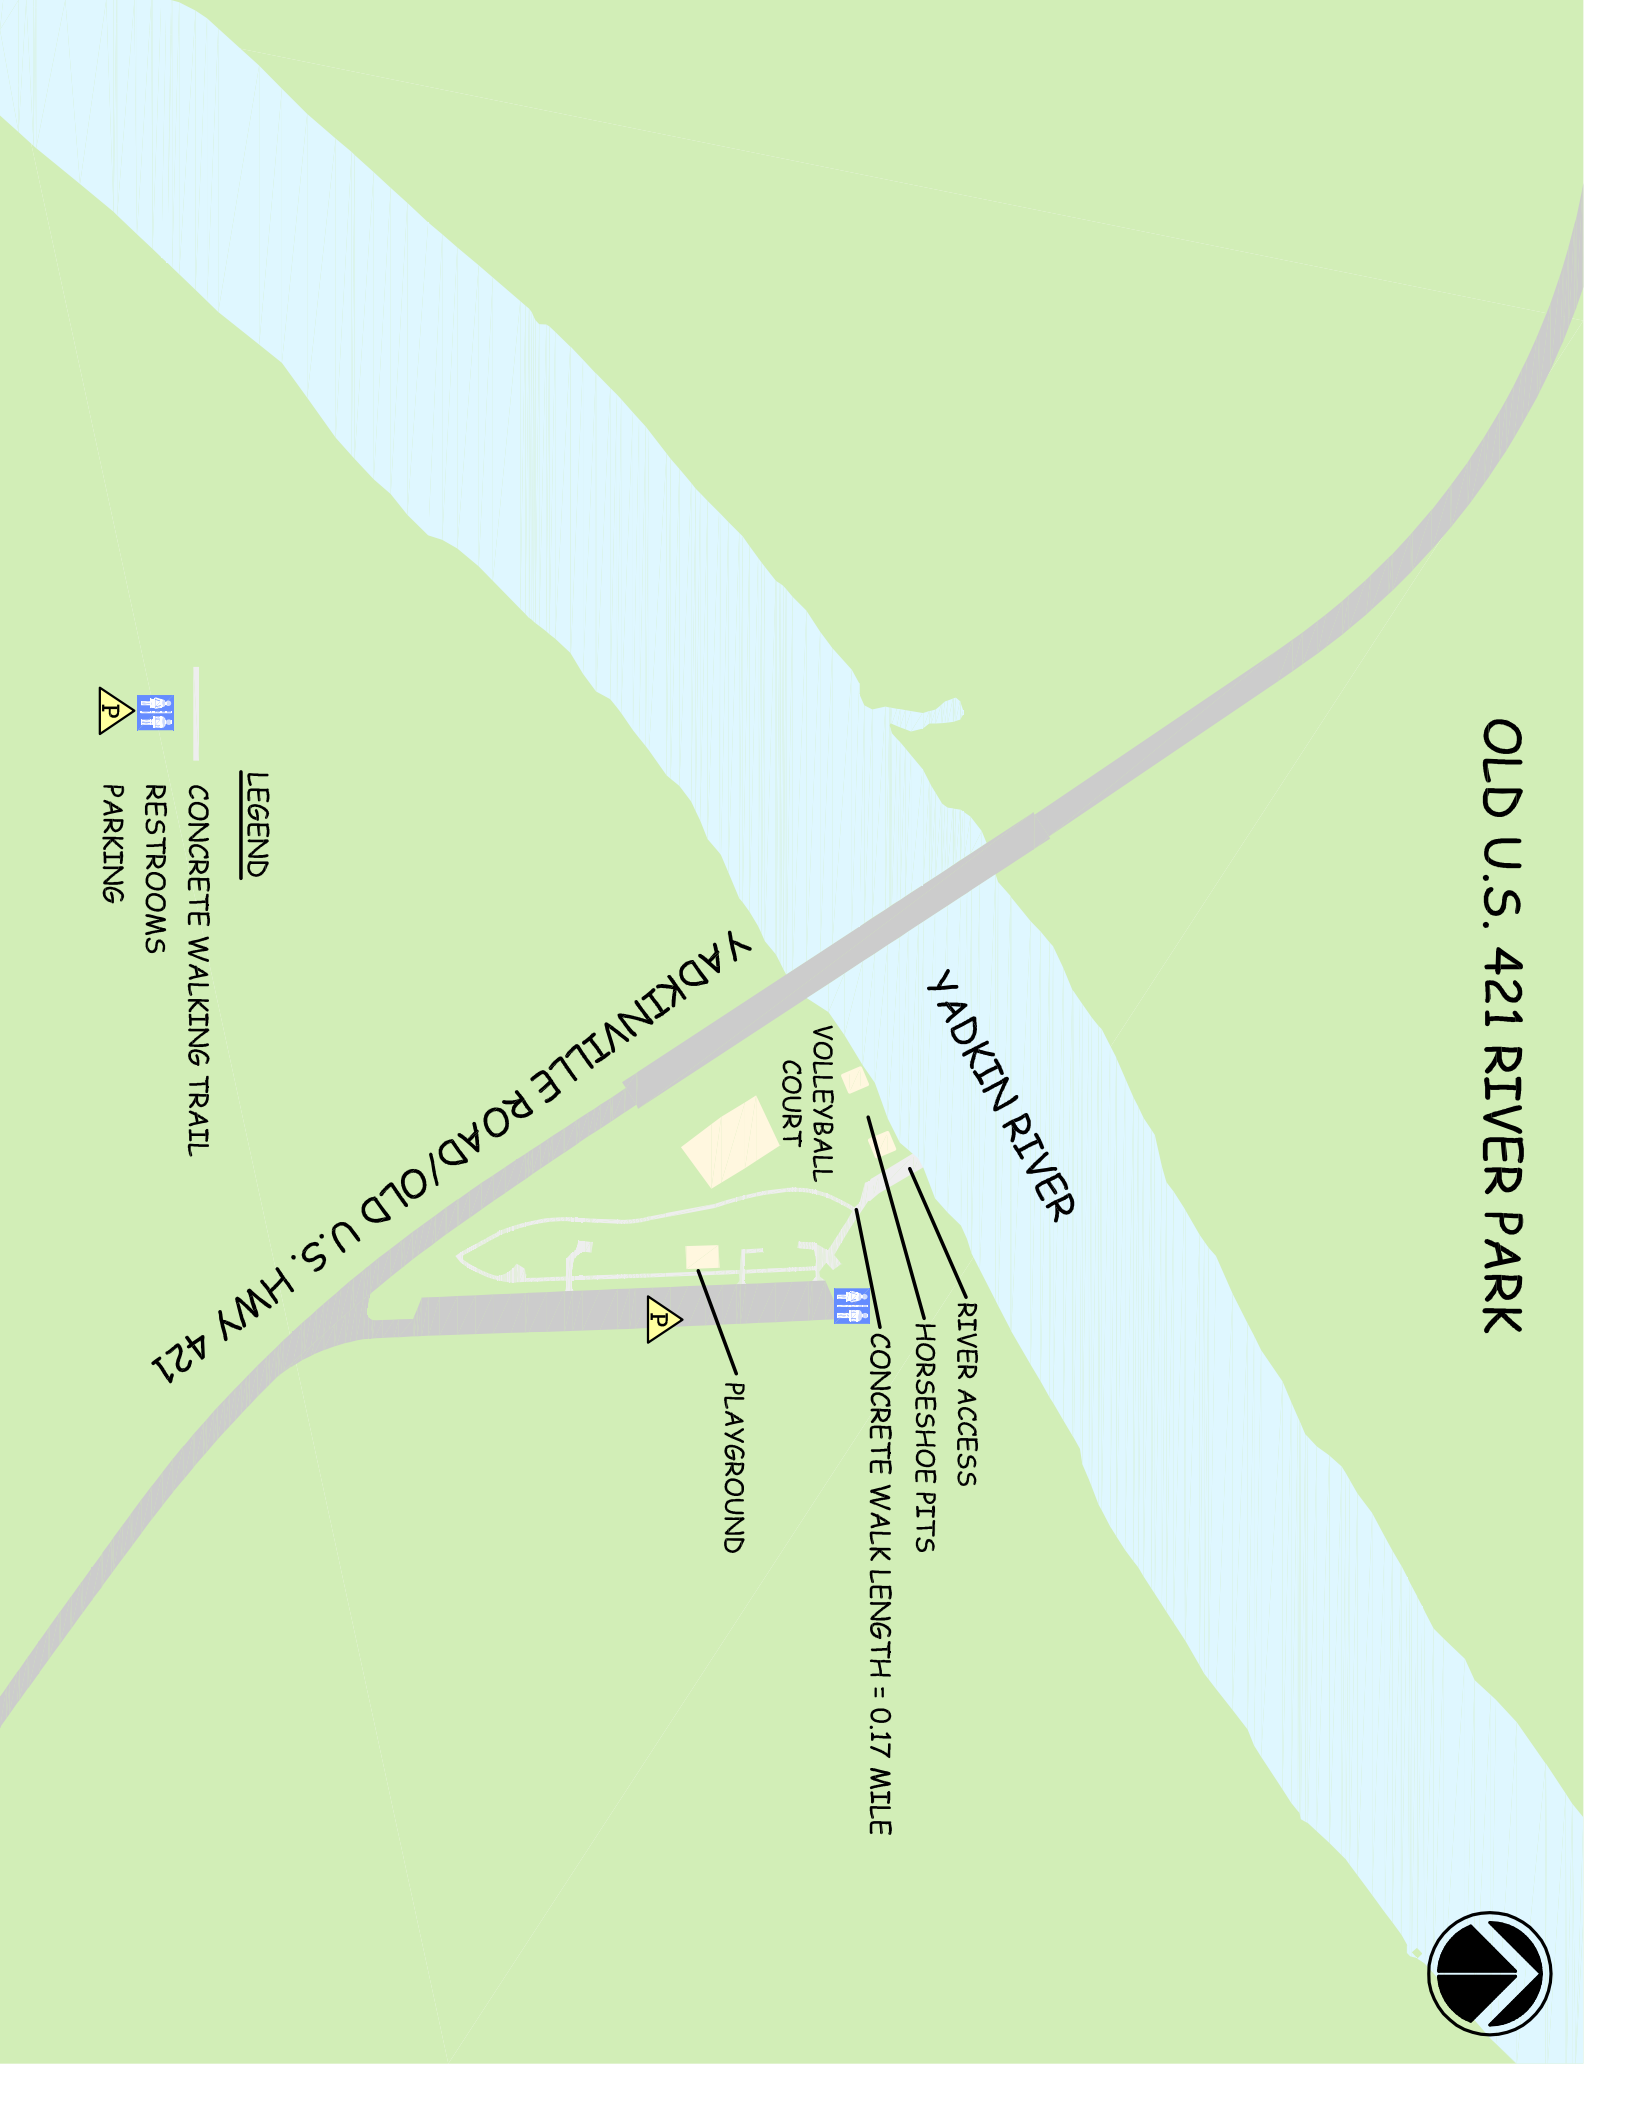 OLD U.S. 421 RIVER PARK
YADKIN RIVER
RIVER ACCESS
HORSESHOE PITS
CONCRETE WALK LENGTH = 0.17 MILE
VOLLEYBALL
COURT
PLAYGROUND
P
YADKINVILLE ROAD/OLD U.S. HWY 421
LEGEND
CONCRETE WALKING TRAIL
RESTROOMS
P PARKING